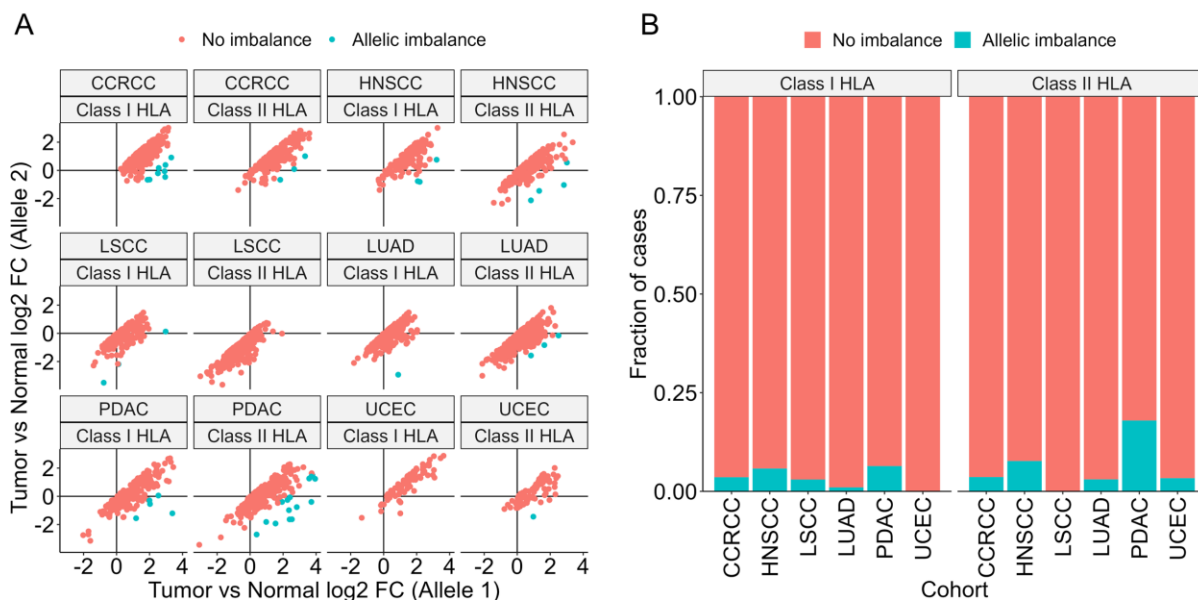 A
No imbalance
Allelic imbalance
CCRCC
CCRCC
HNSCC
HNSCC
Class I HLA
Class II HLA
Class I HLA
Class II HLA
2
0
-2
LSCC
LSCC
LUAD
LUAD
Class I HLA
Class II HLA
Class I HLA
Class II HLA
2
0
-2
PDAC
PDAC
UCEC
UCEC
Class I HLA
Class II HLA
Class I HLA
Class II HLA
2
0
-2
-2 0 2 4
-2 0 2 4
-2 0 2 4
-2 0 2 4
Tumor vs Normal log2 FC (Allele 1)
Tumor vs Normal log2 FC (Allele 2)
B
No imbalance
Allelic imbalance
Class I HLA
Class II HLA
1.00
0.75
0.50
0.25
0.00
Fraction of cases
CCRCC
HNSCC
LSCC
LUAD
PDAC
UCEC
CCRCC
HNSCC
LSCC
LUAD
PDAC
UCEC
Cohort